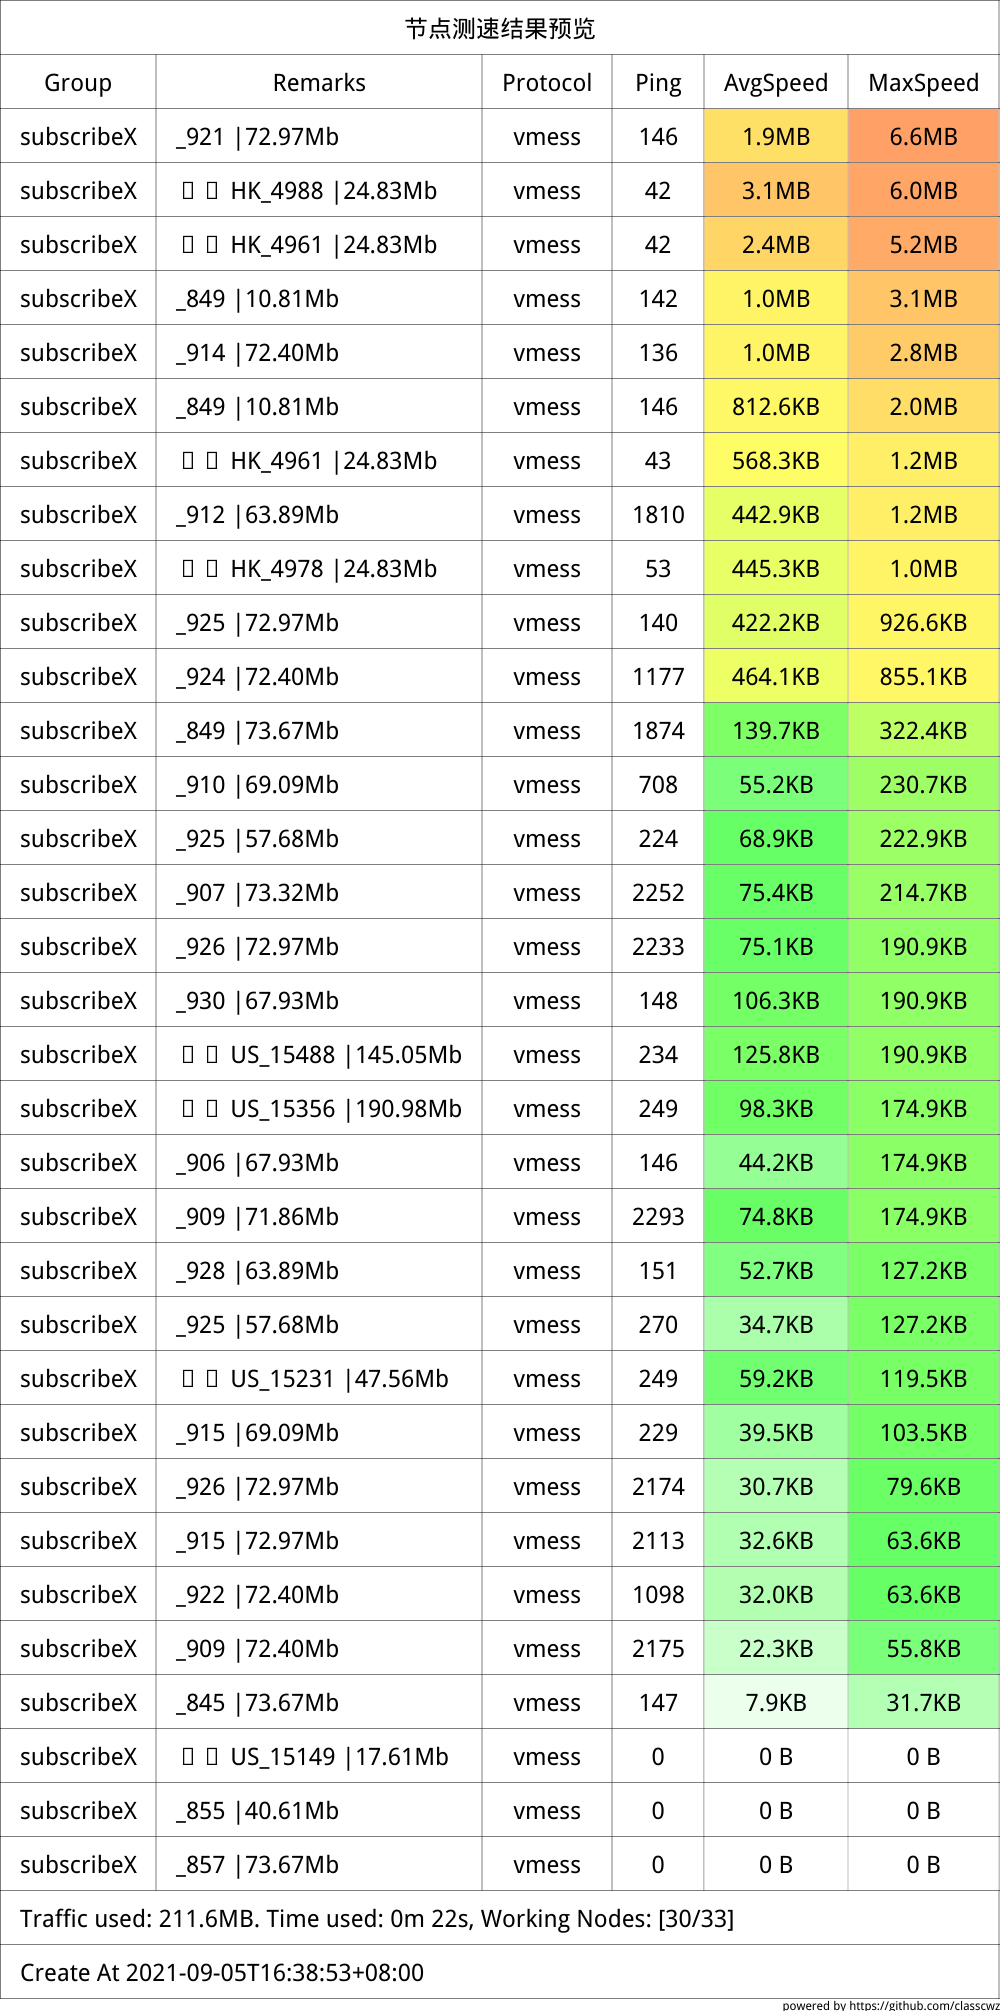 节点测速结果预览
Group Remarks Protocol Ping AvgSpeed MaxSpeed
subscribeX _921 |72.97Mb vmess 146 1.9MB 6.6MB
subscribeX HK_4988 |24.83Mb vmess 42 3.1MB 6.0MB
subscribeX HK_4961 |24.83Mb vmess 42 2.4MB 5.2MB
subscribeX _849 |10.81Mb vmess 142 1.0MB 3.1MB
subscribeX _914 |72.40Mb vmess 136 1.0MB 2.8MB
subscribeX _849 |10.81Mb vmess 146 812.6KB 2.0MB
subscribeX HK_4961 |24.83Mb vmess 43 568.3KB 1.2MB
subscribeX _912 |63.89Mb vmess 1810 442.9KB 1.2MB
subscribeX HK_4978 |24.83Mb vmess 53 445.3KB 1.0MB
subscribeX _925 |72.97Mb vmess 140 422.2KB 926.6KB
subscribeX _924 |72.40Mb vmess 1177 464.1KB 855.1KB
subscribeX _849 |73.67Mb vmess 1874 139.7KB 322.4KB
subscribeX _910 |69.09Mb vmess 708 55.2KB 230.7KB
subscribeX _925 |57.68Mb vmess 224 68.9KB 222.9KB
subscribeX _907 |73.32Mb vmess 2252 75.4KB 214.7KB
subscribeX _926 |72.97Mb vmess 2233 75.1KB 190.9KB
subscribeX _930 |67.93Mb vmess 148 106.3KB 190.9KB
subscribeX US_15488 |145.05Mb vmess 234 125.8KB 190.9KB
subscribeX US_15356 |190.98Mb vmess 249 98.3KB 174.9KB
subscribeX _906 |67.93Mb vmess 146 44.2KB 174.9KB
subscribeX _909 |71.86Mb vmess 2293 74.8KB 174.9KB
subscribeX _928 |63.89Mb vmess 151 52.7KB 127.2KB
subscribeX _925 |57.68Mb vmess 270 34.7KB 127.2KB
subscribeX US_15231 |47.56Mb vmess 249 59.2KB 119.5KB
subscribeX _915 |69.09Mb vmess 229 39.5KB 103.5KB
subscribeX _926 |72.97Mb vmess 2174 30.7KB 79.6KB
subscribeX _915 |72.97Mb vmess 2113 32.6KB 63.6KB
subscribeX _922 |72.40Mb vmess 1098 32.0KB 63.6KB
subscribeX _909 |72.40Mb vmess 2175 22.3KB 55.8KB
subscribeX _845 |73.67Mb vmess 147 7.9KB 31.7KB
subscribeX US_15149 |17.61Mb vmess 0 0 B 0 B
subscribeX _855 |40.61Mb vmess 0 0 B 0 B
subscribeX _857 |73.67Mb vmess 0 0 B 0 B
Traffic used: 211.6MB. Time used: 0m 22s, Working Nodes: [30/33]
Create At 2021-09-05T16:38:53+08:00
powered by https://github.com/classcwz